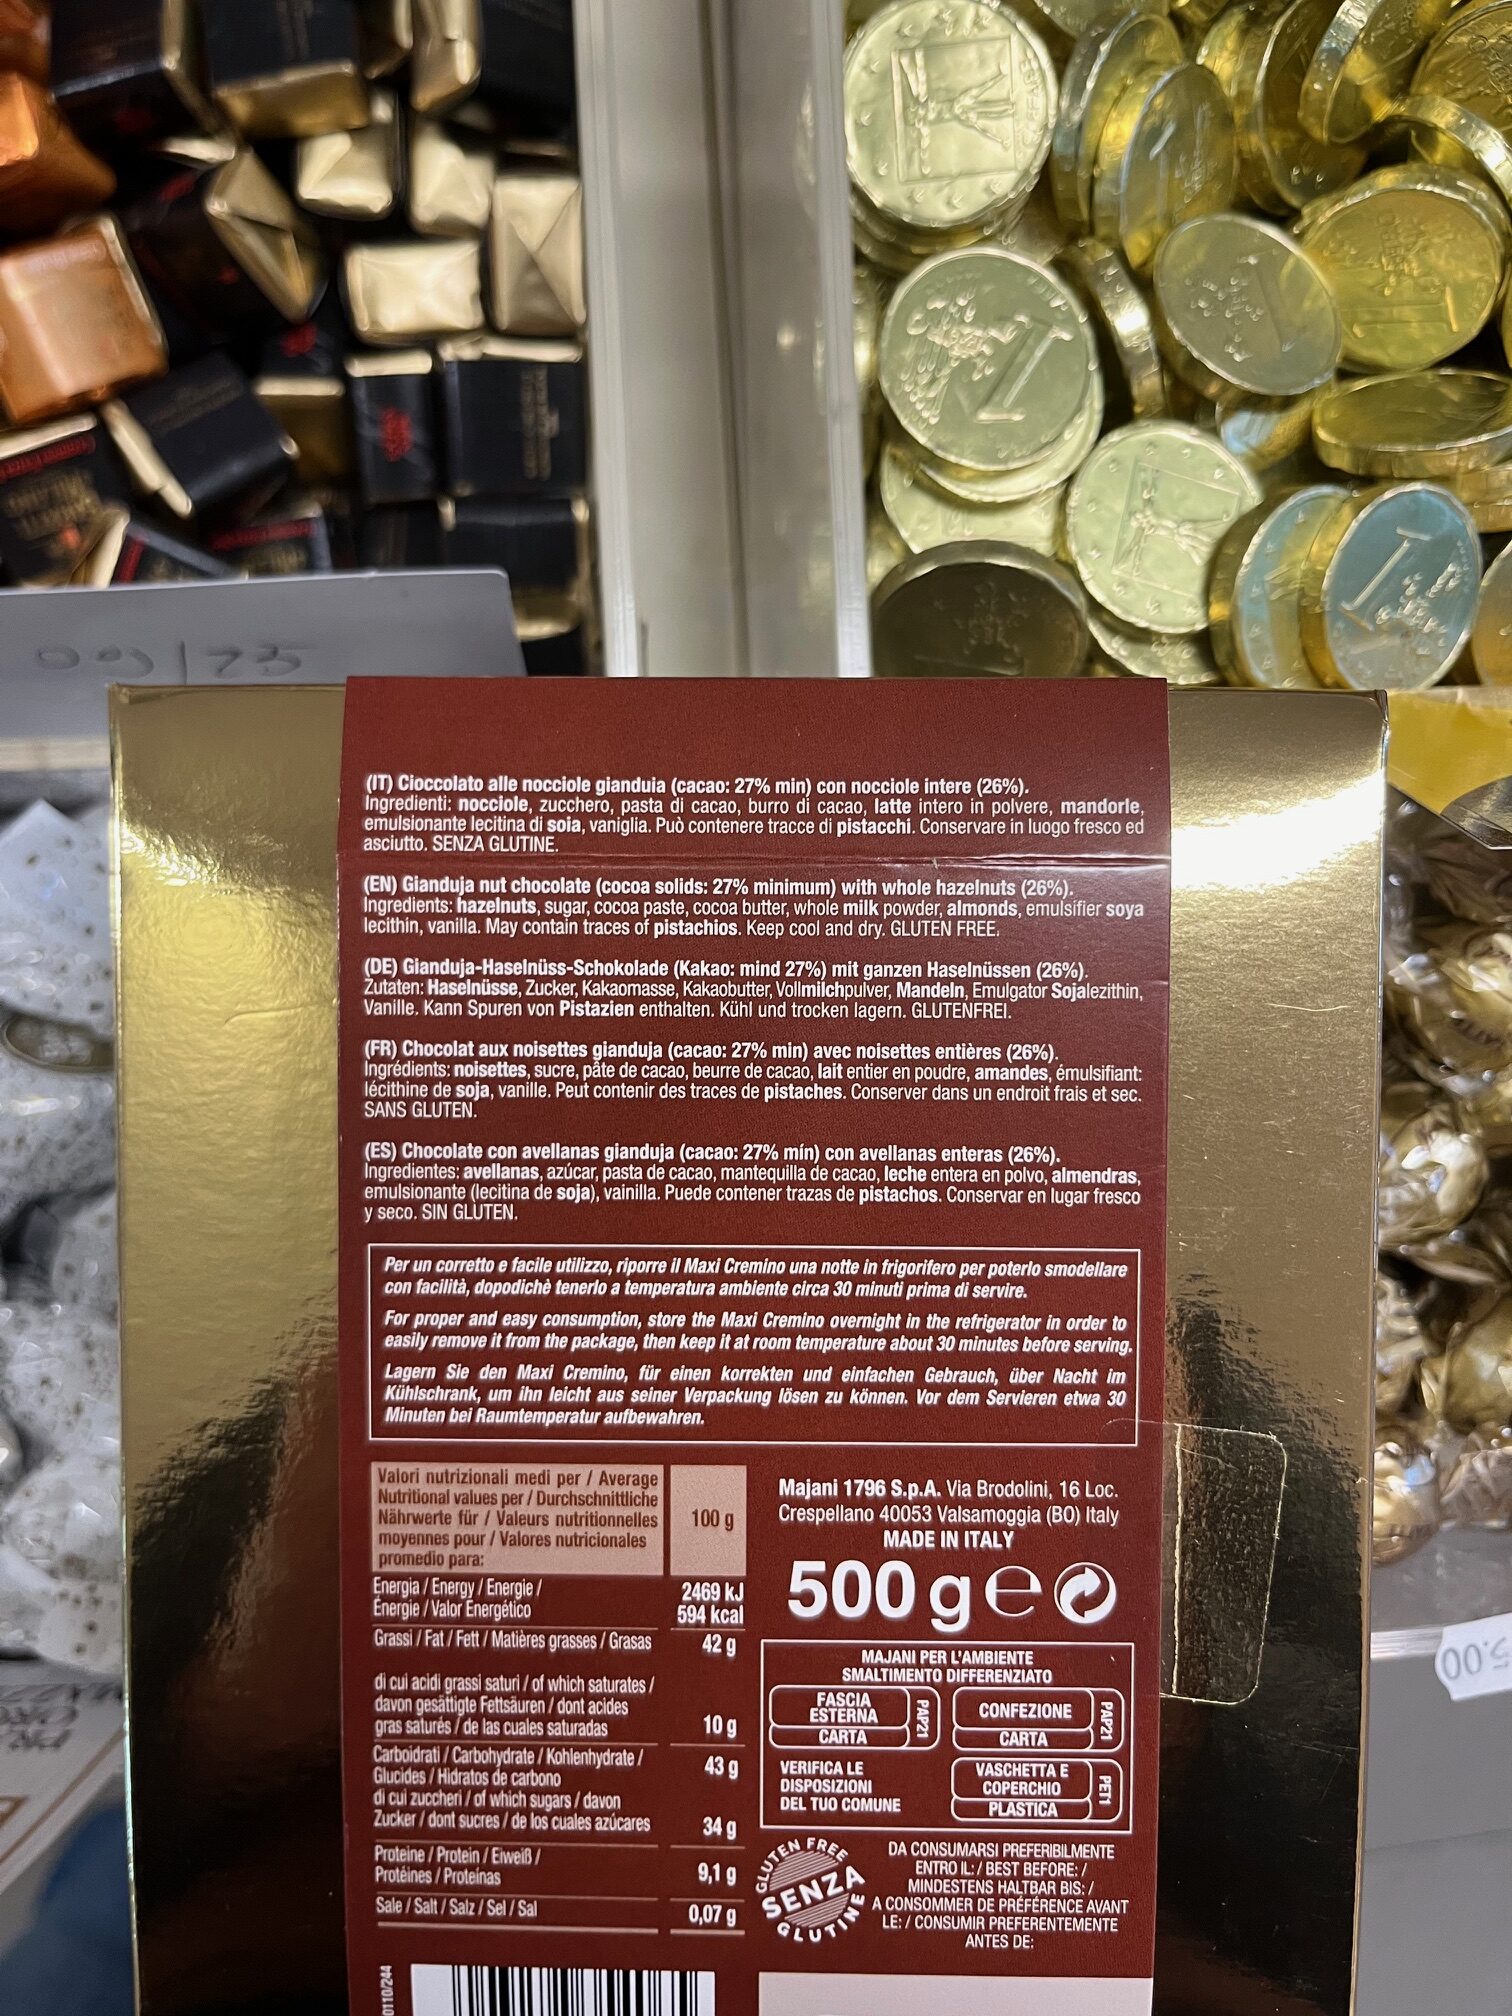 09/23
(IT) Cioccolato alle nocciole gianduia (cacao: 27% min) con nocciole intere (26%).
Ingredienti: nocciole, zucchero, pasta di cacao, burro di cacao, latte intero in polvere, mandorle,
emulsionante lecitina di soia, vaniglia. Può contenere tracce di pistacchi. Conservare in luogo fresco ed
asciutto. SENZA GLUTINE.
(EN) Gianduja nut chocolate (cocoa solids: 27% minimum) with whole hazelnuts (26%).
Ingredients: hazelnuts, sugar, cocoa paste, cocoa butter, whole milk powder, almonds, emulsifier soya
lecithin, vanilla. May contain traces of pistachios. Keep cool and dry. GLUTEN FREE.
(DE) Gianduja-Haselnüss-Schokolade (Kakao: mind 27%) mit ganzen Haselnüssen (26%).
Zutaten: Haselnüsse, Zucker, Kakaomasse, Kakaobutter, Vollmilchpulver, Mandeln, Emulgator Sojalezithin,
Vanille. Kann Spuren von Pistazien enthalten. Kühl und trocken lagern. GLUTENFREI.
(FR) Chocolat aux noisettes gianduja (cacao: 27% min) avec noisettes entières (26%).
Ingrédients: noisettes, sucre, pâte de cacao, beurre de cacao, lait entier en poudre, amandes, émulsifiant:
lécithine de soja, vanille. Peut contenir des traces de pistaches. Conserver dans un endroit frais et sec.
SANS GLUTEN.
(ES) Chocolate con avellanas gianduja (cacao: 27% mín) con avellanas enteras (26%).
Ingredientes: avellanas, azúcar, pasta de cacao, mantequilla de cacao, leche entera en polvo, almendras,
emulsionante (lecitina de soja), vainilla. Puede contener trazas de pistachos. Conservar en lugar fresco
y seco. SIN GLUTEN.
Per un corretto e facile utilizzo, riporre il Maxi Cremino una notte in frigorifero per poterlo smodellare
con facilità, dopodichè tenerlo a temperatura ambiente circa 30 minuti prima di servire.
For proper and easy consumption, store the Maxi Cremino overnight in the refrigerator in order to
easily remove it from the package, then keep it at room temperature about 30 minutes before serving.
Lagern Sie den Maxi Cremino, für einen korrekten und einfachen Gebrauch, über Nacht im
Kühlschrank, um ihn leicht aus seiner Verpackung lösen zu können. Vor dem Servieren etwa 30
Minuten bei Raumtemperatur aufbewahren.
Valori nutrizionali medi per / Average
Nutritional values per / Durchschnittliche
Nährwerte für / Valeurs nutritionnelles
moyennes pour / Valores nutricionales
promedio para:
100 g
Energia / Energy / Energie /
Énergie / Valor Energético
2469 kJ
594 kcal
Grassi / Fat / Fett / Matières grasses / Grasas
42 g
di cui acidi grassi saturi / of which saturates /
davon gesättigte Fettsäuren / dont acides
gras saturés / de las cuales saturadas
10 g
Carboidrati / Carbohydrate / Kohlenhydrate /
Glucides / Hidratos de carbono
43 g
di cui zuccheri / of which sugars / davon
Zucker / dont sucres / de los cuales azúcares
34 g
Proteine / Protein / Eiweiß /
Protéines / Proteínas
9,1 g
Sale / Salt / Salz / Sel / Sal
0,07 g
Majani 1796 S.p.A. Via Brodolini, 16 Loc.
Crespellano 40053 Valsamoggia (BO) Italy
MADE IN ITALY
500 g e
MAJANI PER L'AMBIENTE
SMALTIMENTO DIFFERENZIATO
FASCIA
ESTERNA
CARTA
PAP21
CONFEZIONE
CARTA
PAP21
VERIFICA LE
DISPOSIZIONI
DEL TUO COMUNE
VASCHETTA E
COPERCHIO
PLASTICA
PET1
GLUTEN FREE
SENZA
GLUTINE
DA CONSUMARSI PREFERIBILMENTE
ENTRO IL: / BEST BEFORE: /
MINDESTENS HALTBAR BIS: /
A CONSOMMER DE PRÉFÉRENCE AVANT
LE: / CONSUMIR PREFERENTEMENTE
ANTES DE:
0110/244
5.00